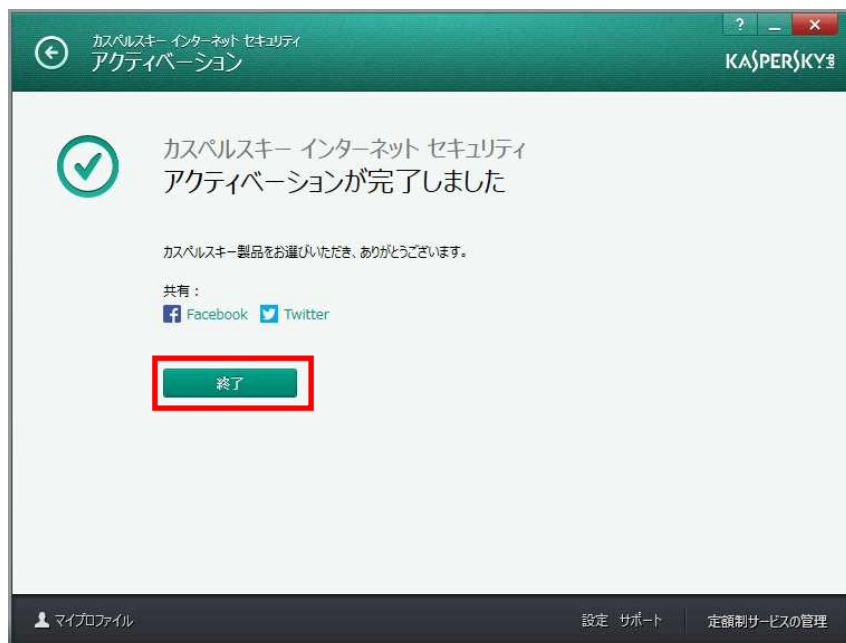 カスペルスキー インターネット セキュリティ
アクティベーション
KASPERSKY lab
カスペルスキー インターネット セキュリティ
アクティベーションが完了しました
カスペルスキー製品をお選びいただき、ありがとうございます。
共有：
Facebook Twitter
終了
マイプロファイル 設定 サポート 定額制サービスの管理